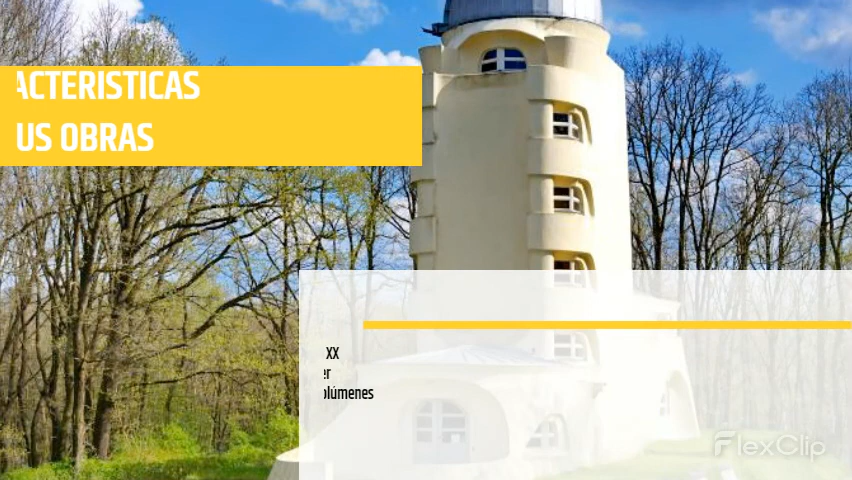 ACTERISTICAS
US OBRAS
XX
er
olúmenes
FlexClip